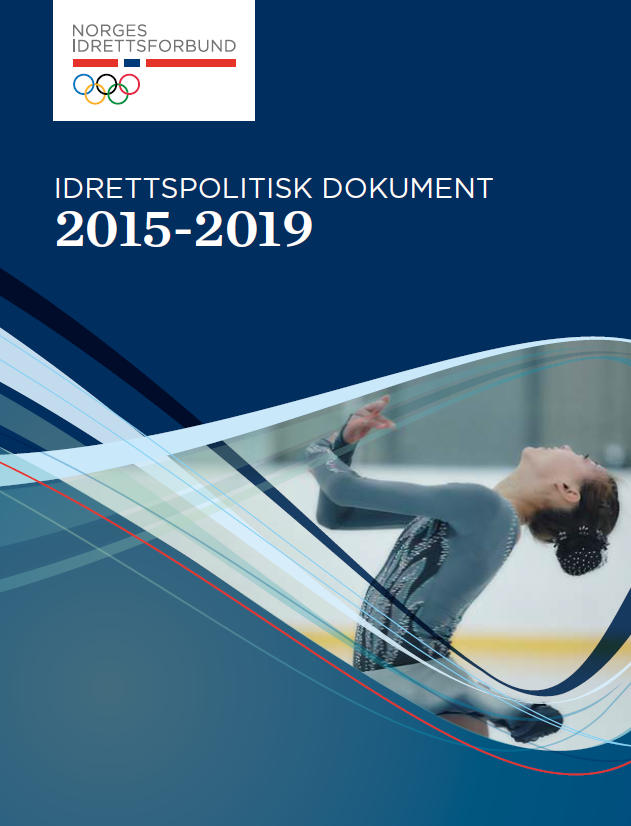 NORGES
IDRETTSFORBUND
IDRETTSPOLITISK DOKUMENT
2015-2019